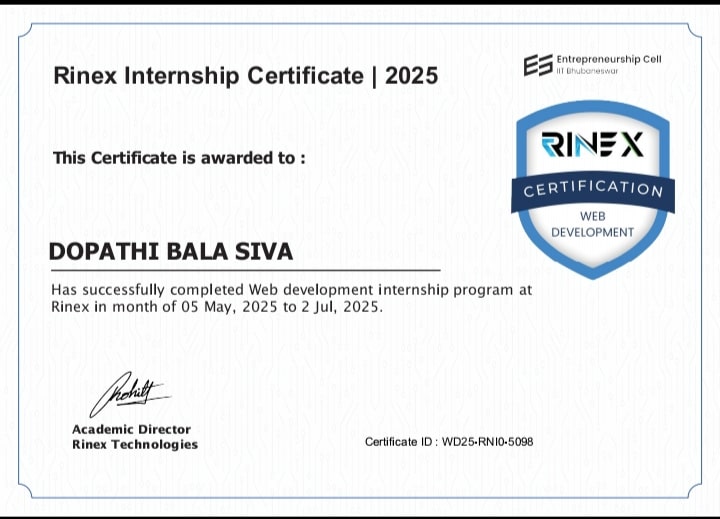 Rinex Internship Certificate | 2025
Entrepreneurship Cell
IIT Bhubaneswar
RINEX
CERTIFICATION
WEB
DEVELOPMENT
This Certificate is awarded to :
DOPATHI BALA SIVA
Has successfully completed Web development internship program at
Rinex in month of 05 May, 2025 to 2 Jul, 2025.
Academic Director
Rinex Technologies
Certificate ID : WD25-RNI0-5098